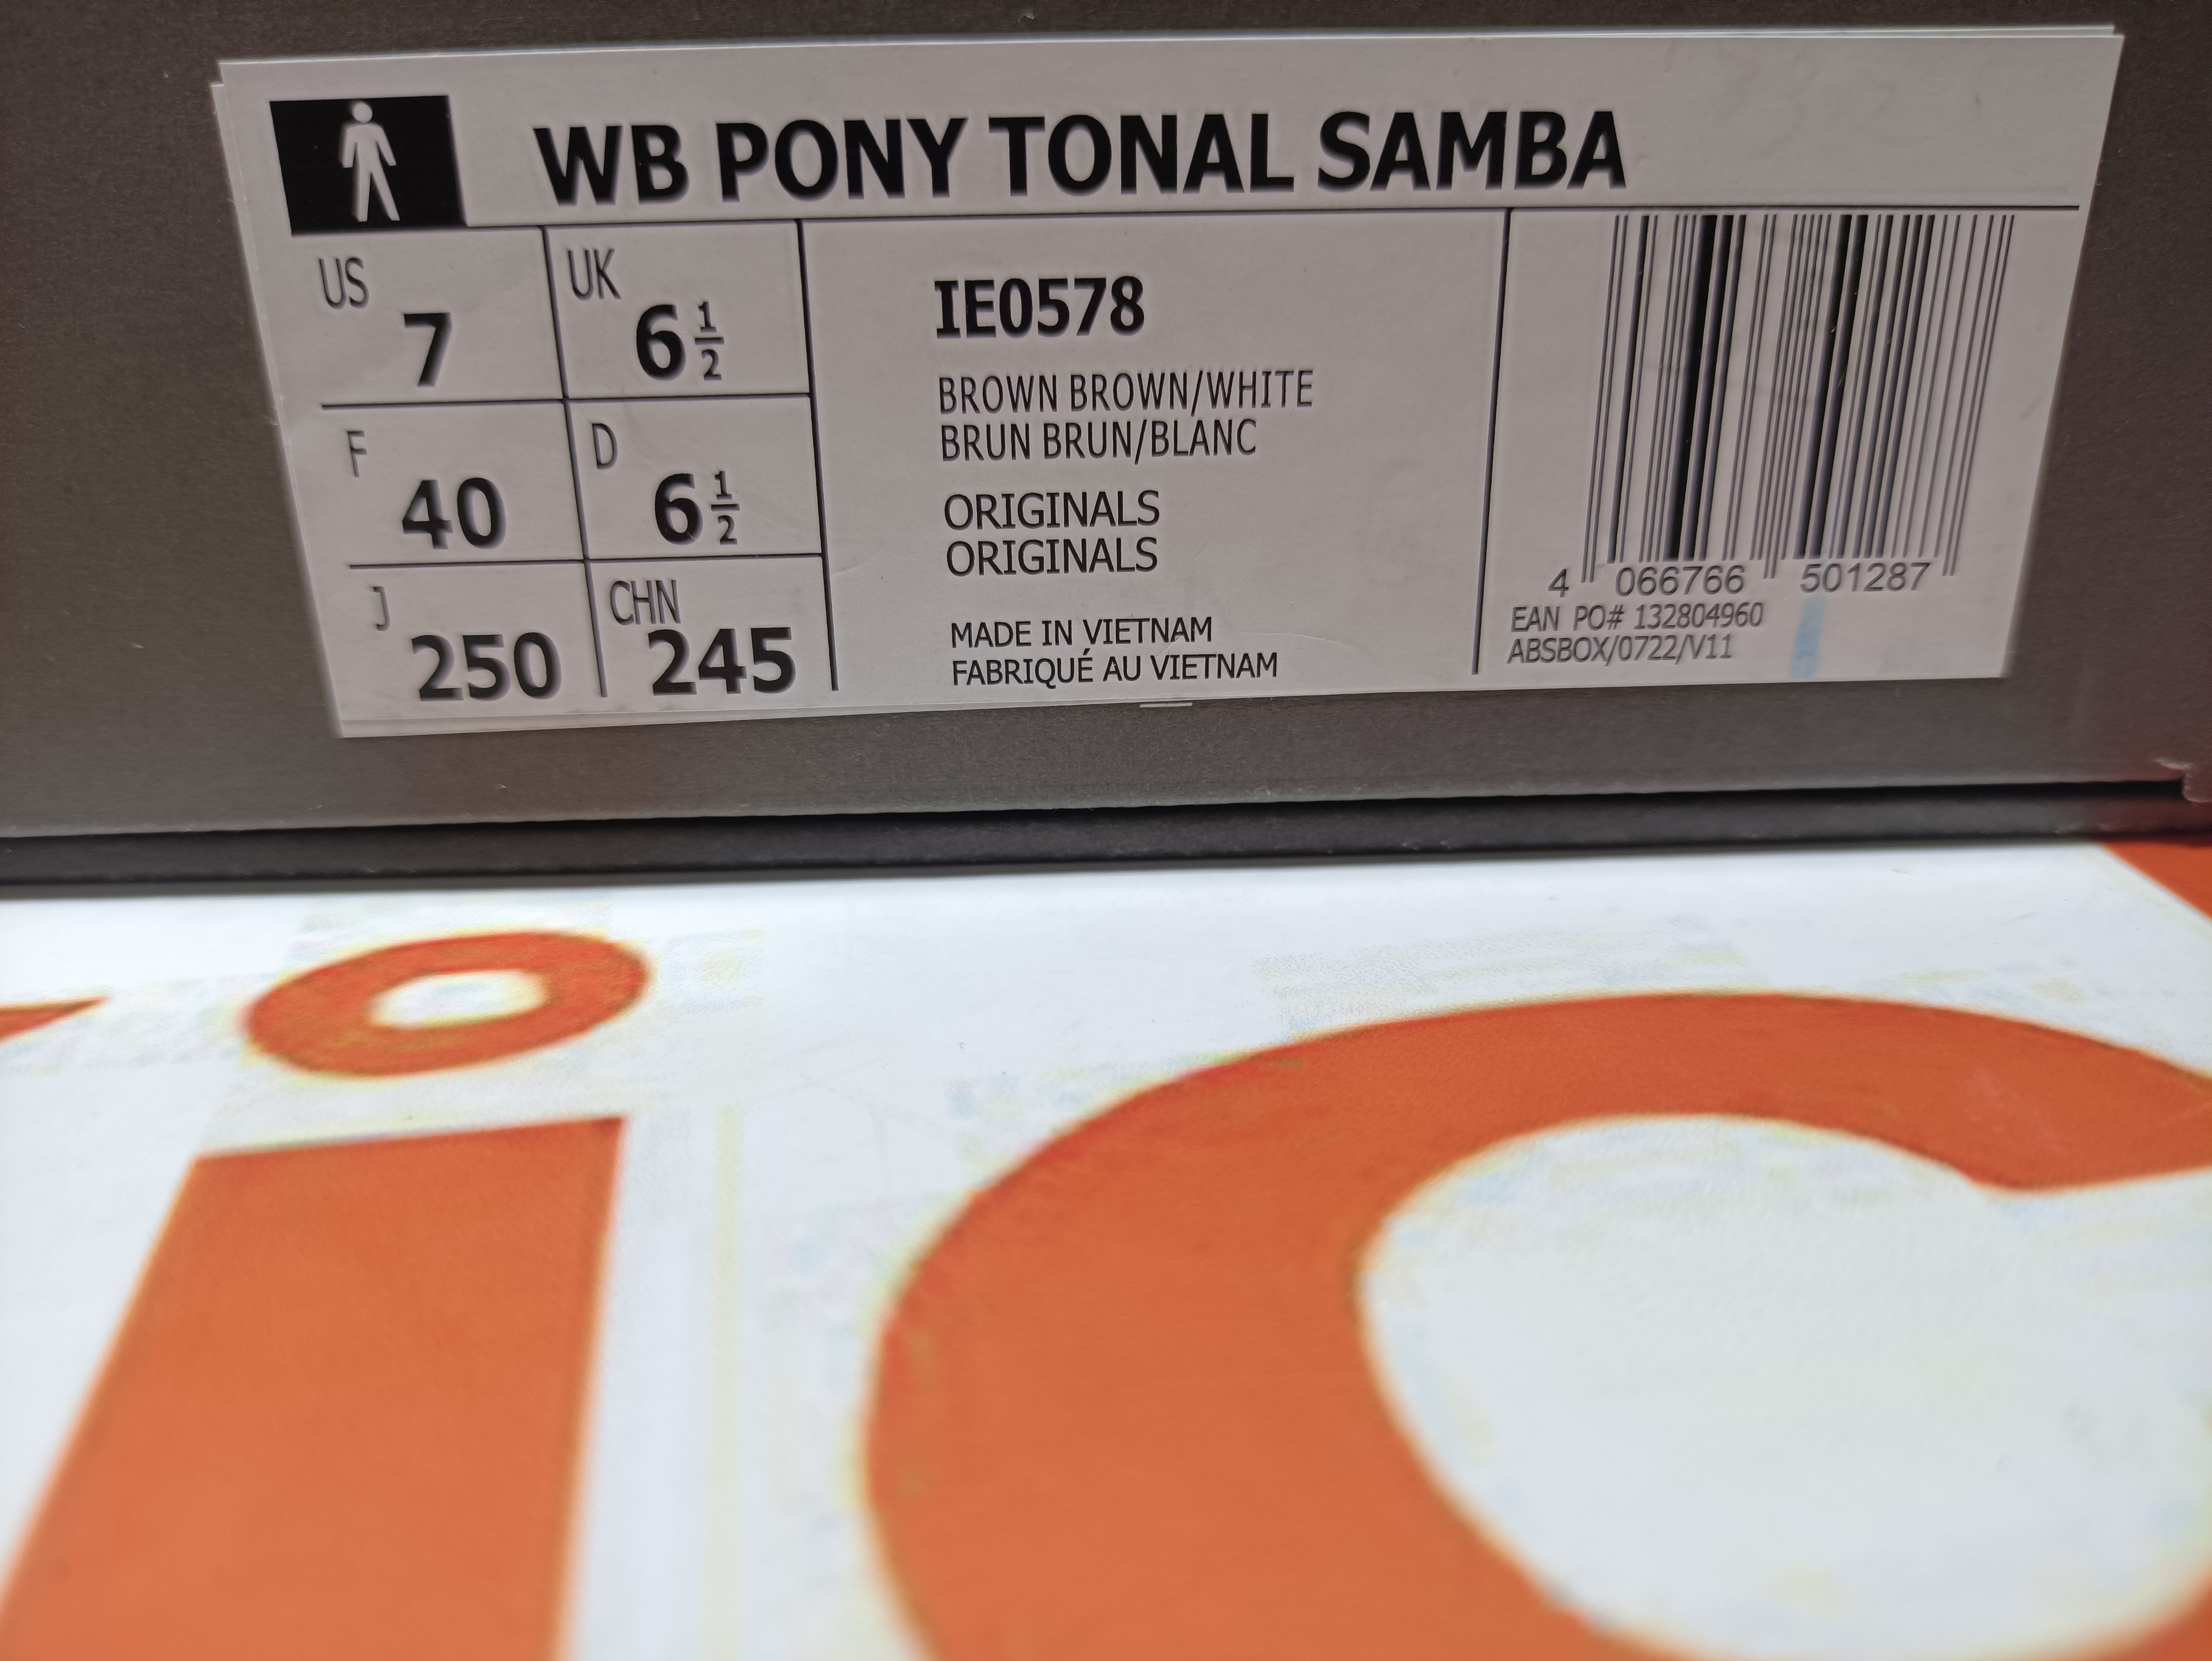 WB PONY TONAL SAMBA
US 7
UK 6 1/2
F 40
D 6 1/2
J 250
CHN 245
IE0578
BROWN BROWN/WHITE
BRUN BRUN/BLANC
ORIGINALS
ORIGINALS
MADE IN VIETNAM
FABRIQUÉ AU VIETNAM
4 066766 501287
EAN PO# 132804960
ABSBOX/0722/V11
ic